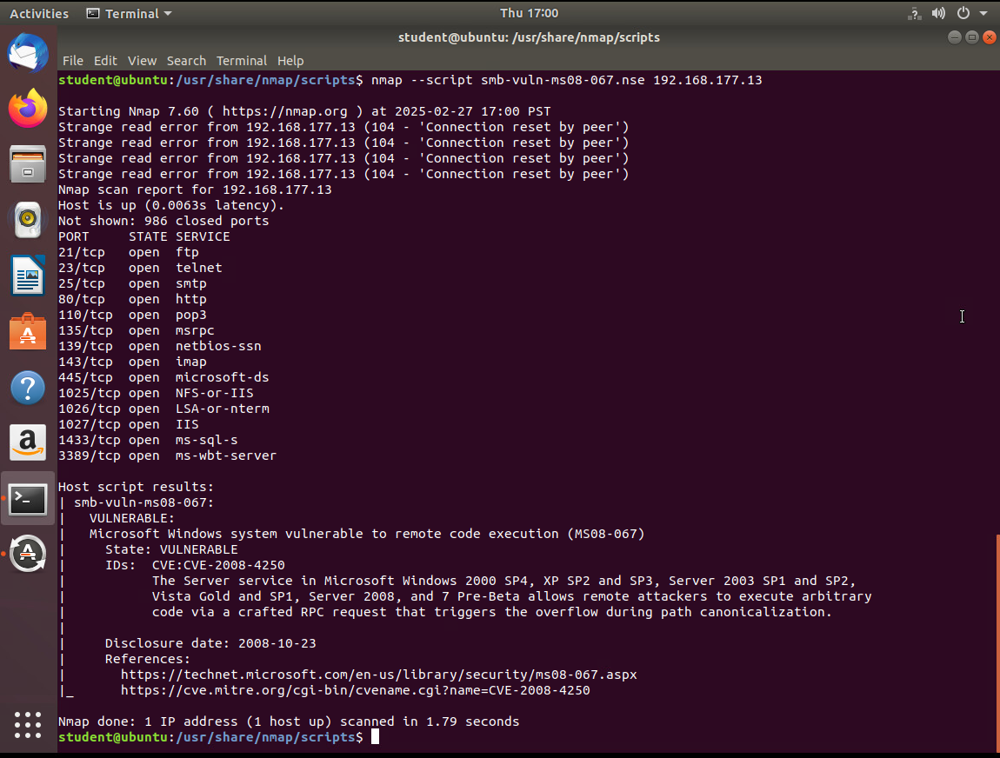 Activities Terminal Thu 17:00
student@ubuntu: /usr/share/nmap/scripts
File Edit View Search Terminal Help
student@ubuntu:/usr/share/nmap/scripts$ nmap --script smb-vuln-ms08-067.nse 192.168.177.13

Starting Nmap 7.60 ( https://nmap.org ) at 2025-02-27 17:00 PST
Strange read error from 192.168.177.13 (104 - 'Connection reset by peer')
Strange read error from 192.168.177.13 (104 - 'Connection reset by peer')
Strange read error from 192.168.177.13 (104 - 'Connection reset by peer')
Strange read error from 192.168.177.13 (104 - 'Connection reset by peer')
Nmap scan report for 192.168.177.13
Host is up (0.0063s latency).
Not shown: 986 closed ports
PORT     STATE SERVICE
21/tcp   open  ftp
23/tcp   open  telnet
25/tcp   open  smtp
80/tcp   open  http
110/tcp  open  pop3
135/tcp  open  msrpc
139/tcp  open  netbios-ssn
143/tcp  open  imap
445/tcp  open  microsoft-ds
1025/tcp open  NFS-or-IIS
1026/tcp open  LSA-or-nterm
1027/tcp open  IIS
1433/tcp open  ms-sql-s
3389/tcp open  ms-wbt-server

Host script results:
| smb-vuln-ms08-067:
|   VULNERABLE:
|   Microsoft Windows system vulnerable to remote code execution (MS08-067)
|     State: VULNERABLE
|     IDs:  CVE:CVE-2008-4250
|           The Server service in Microsoft Windows 2000 SP4, XP SP2 and SP3, Server 2003 SP1 and SP2,
|           Vista Gold and SP1, Server 2008, and 7 Pre-Beta allows remote attackers to execute arbitrary
|           code via a crafted RPC request that triggers the overflow during path canonicalization.
|
|     Disclosure date: 2008-10-23
|     References:
|       https://technet.microsoft.com/en-us/library/security/ms08-067.aspx
|_      https://cve.mitre.org/cgi-bin/cvename.cgi?name=CVE-2008-4250

Nmap done: 1 IP address (1 host up) scanned in 1.79 seconds
student@ubuntu:/usr/share/nmap/scripts$